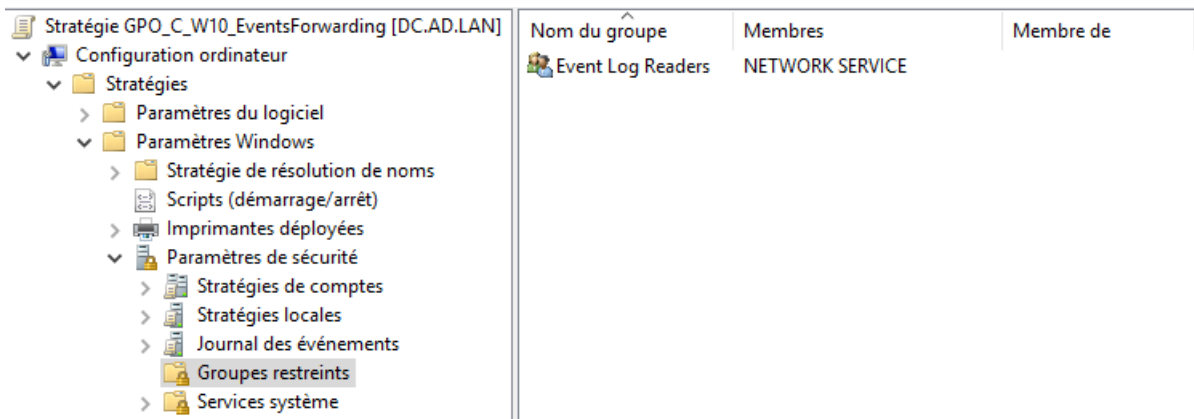 Stratégie GPO_C_W10_EventsForwarding [DC.AD.LAN]
Configuration ordinateur
Stratégies
Paramètres du logiciel
Paramètres Windows
Stratégie de résolution de noms
Scripts (démarrage/arrêt)
Imprimantes déployées
Paramètres de sécurité
Stratégies de comptes
Stratégies locales
Journal des événements
Groupes restreints
Services système
Nom du groupe Membres Membre de
Event Log Readers NETWORK SERVICE